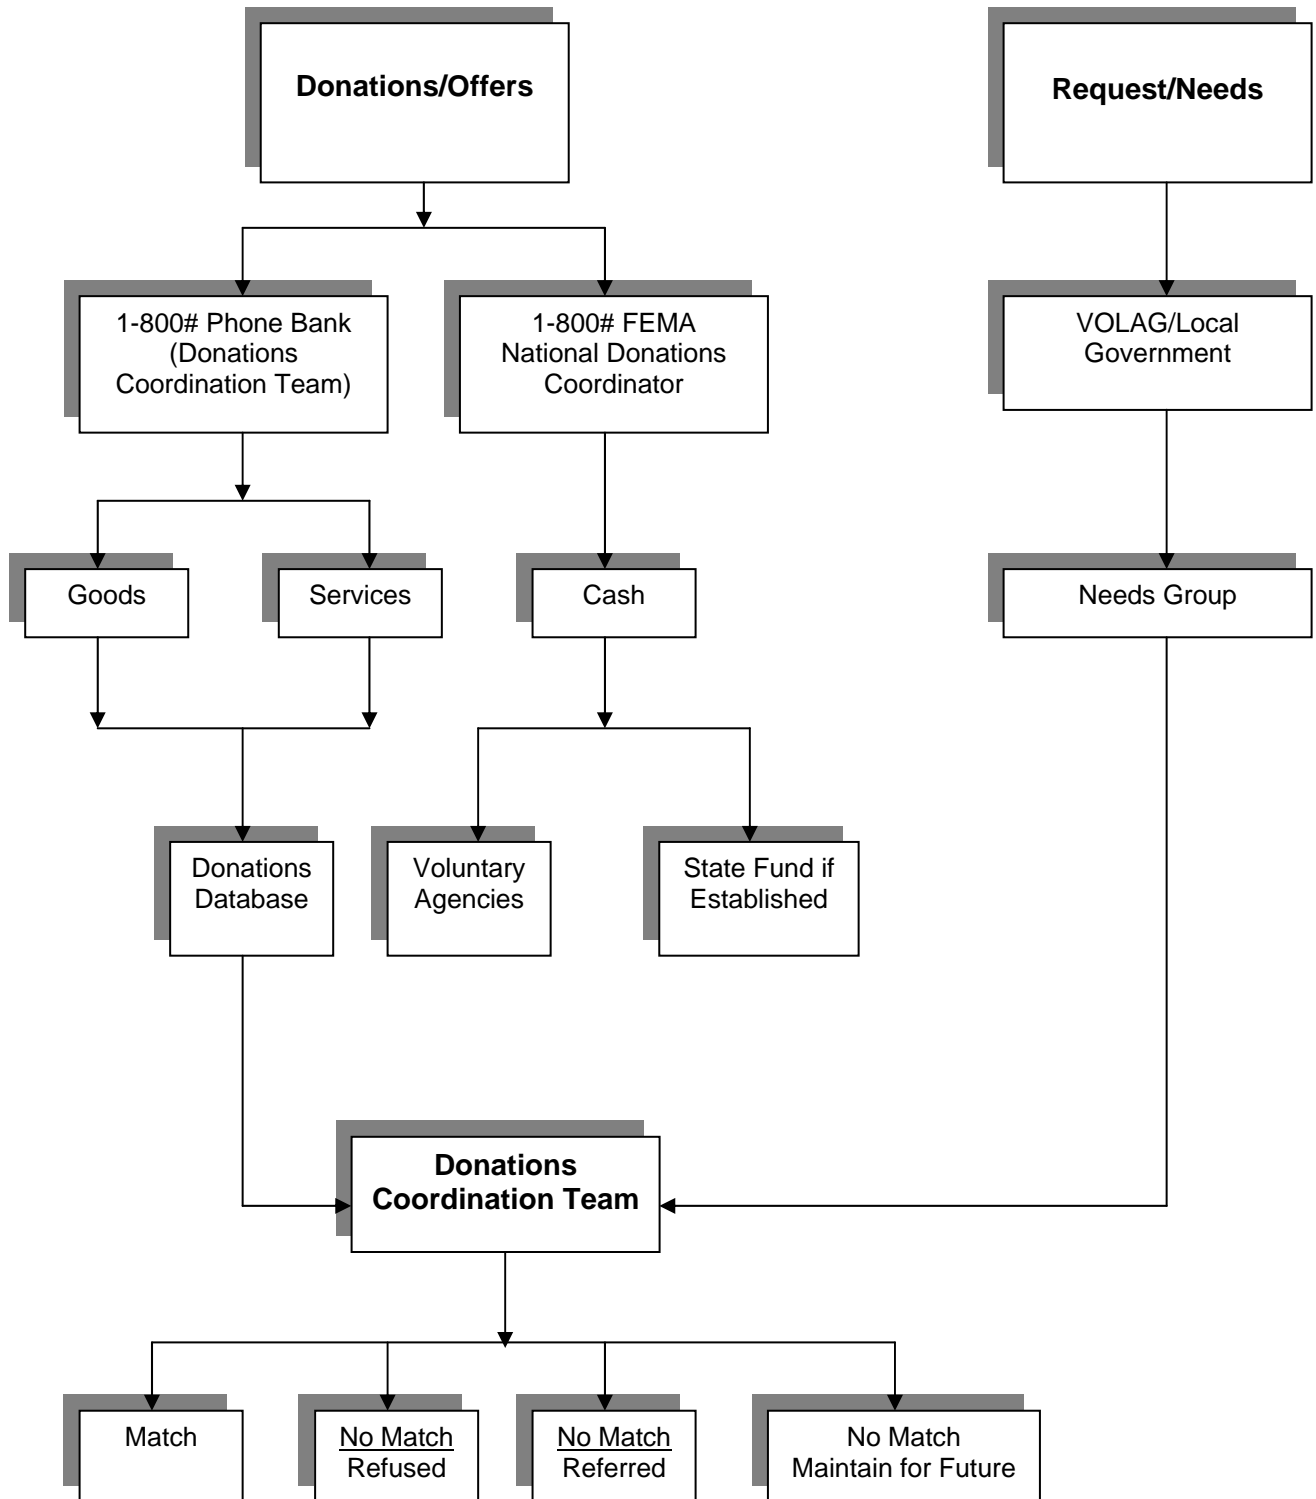 Donations/Offers
Request/Needs
1-800# Phone Bank
(Donations
Coordination Team)
1-800# FEMA
National Donations
Coordinator
VOLAG/Local
Government
Goods
Services
Cash
Needs Group
Donations
Database
Voluntary
Agencies
State Fund if
Established
Donations
Coordination Team
Match
No Match
Refused
No Match
Referred
No Match
Maintain for Future